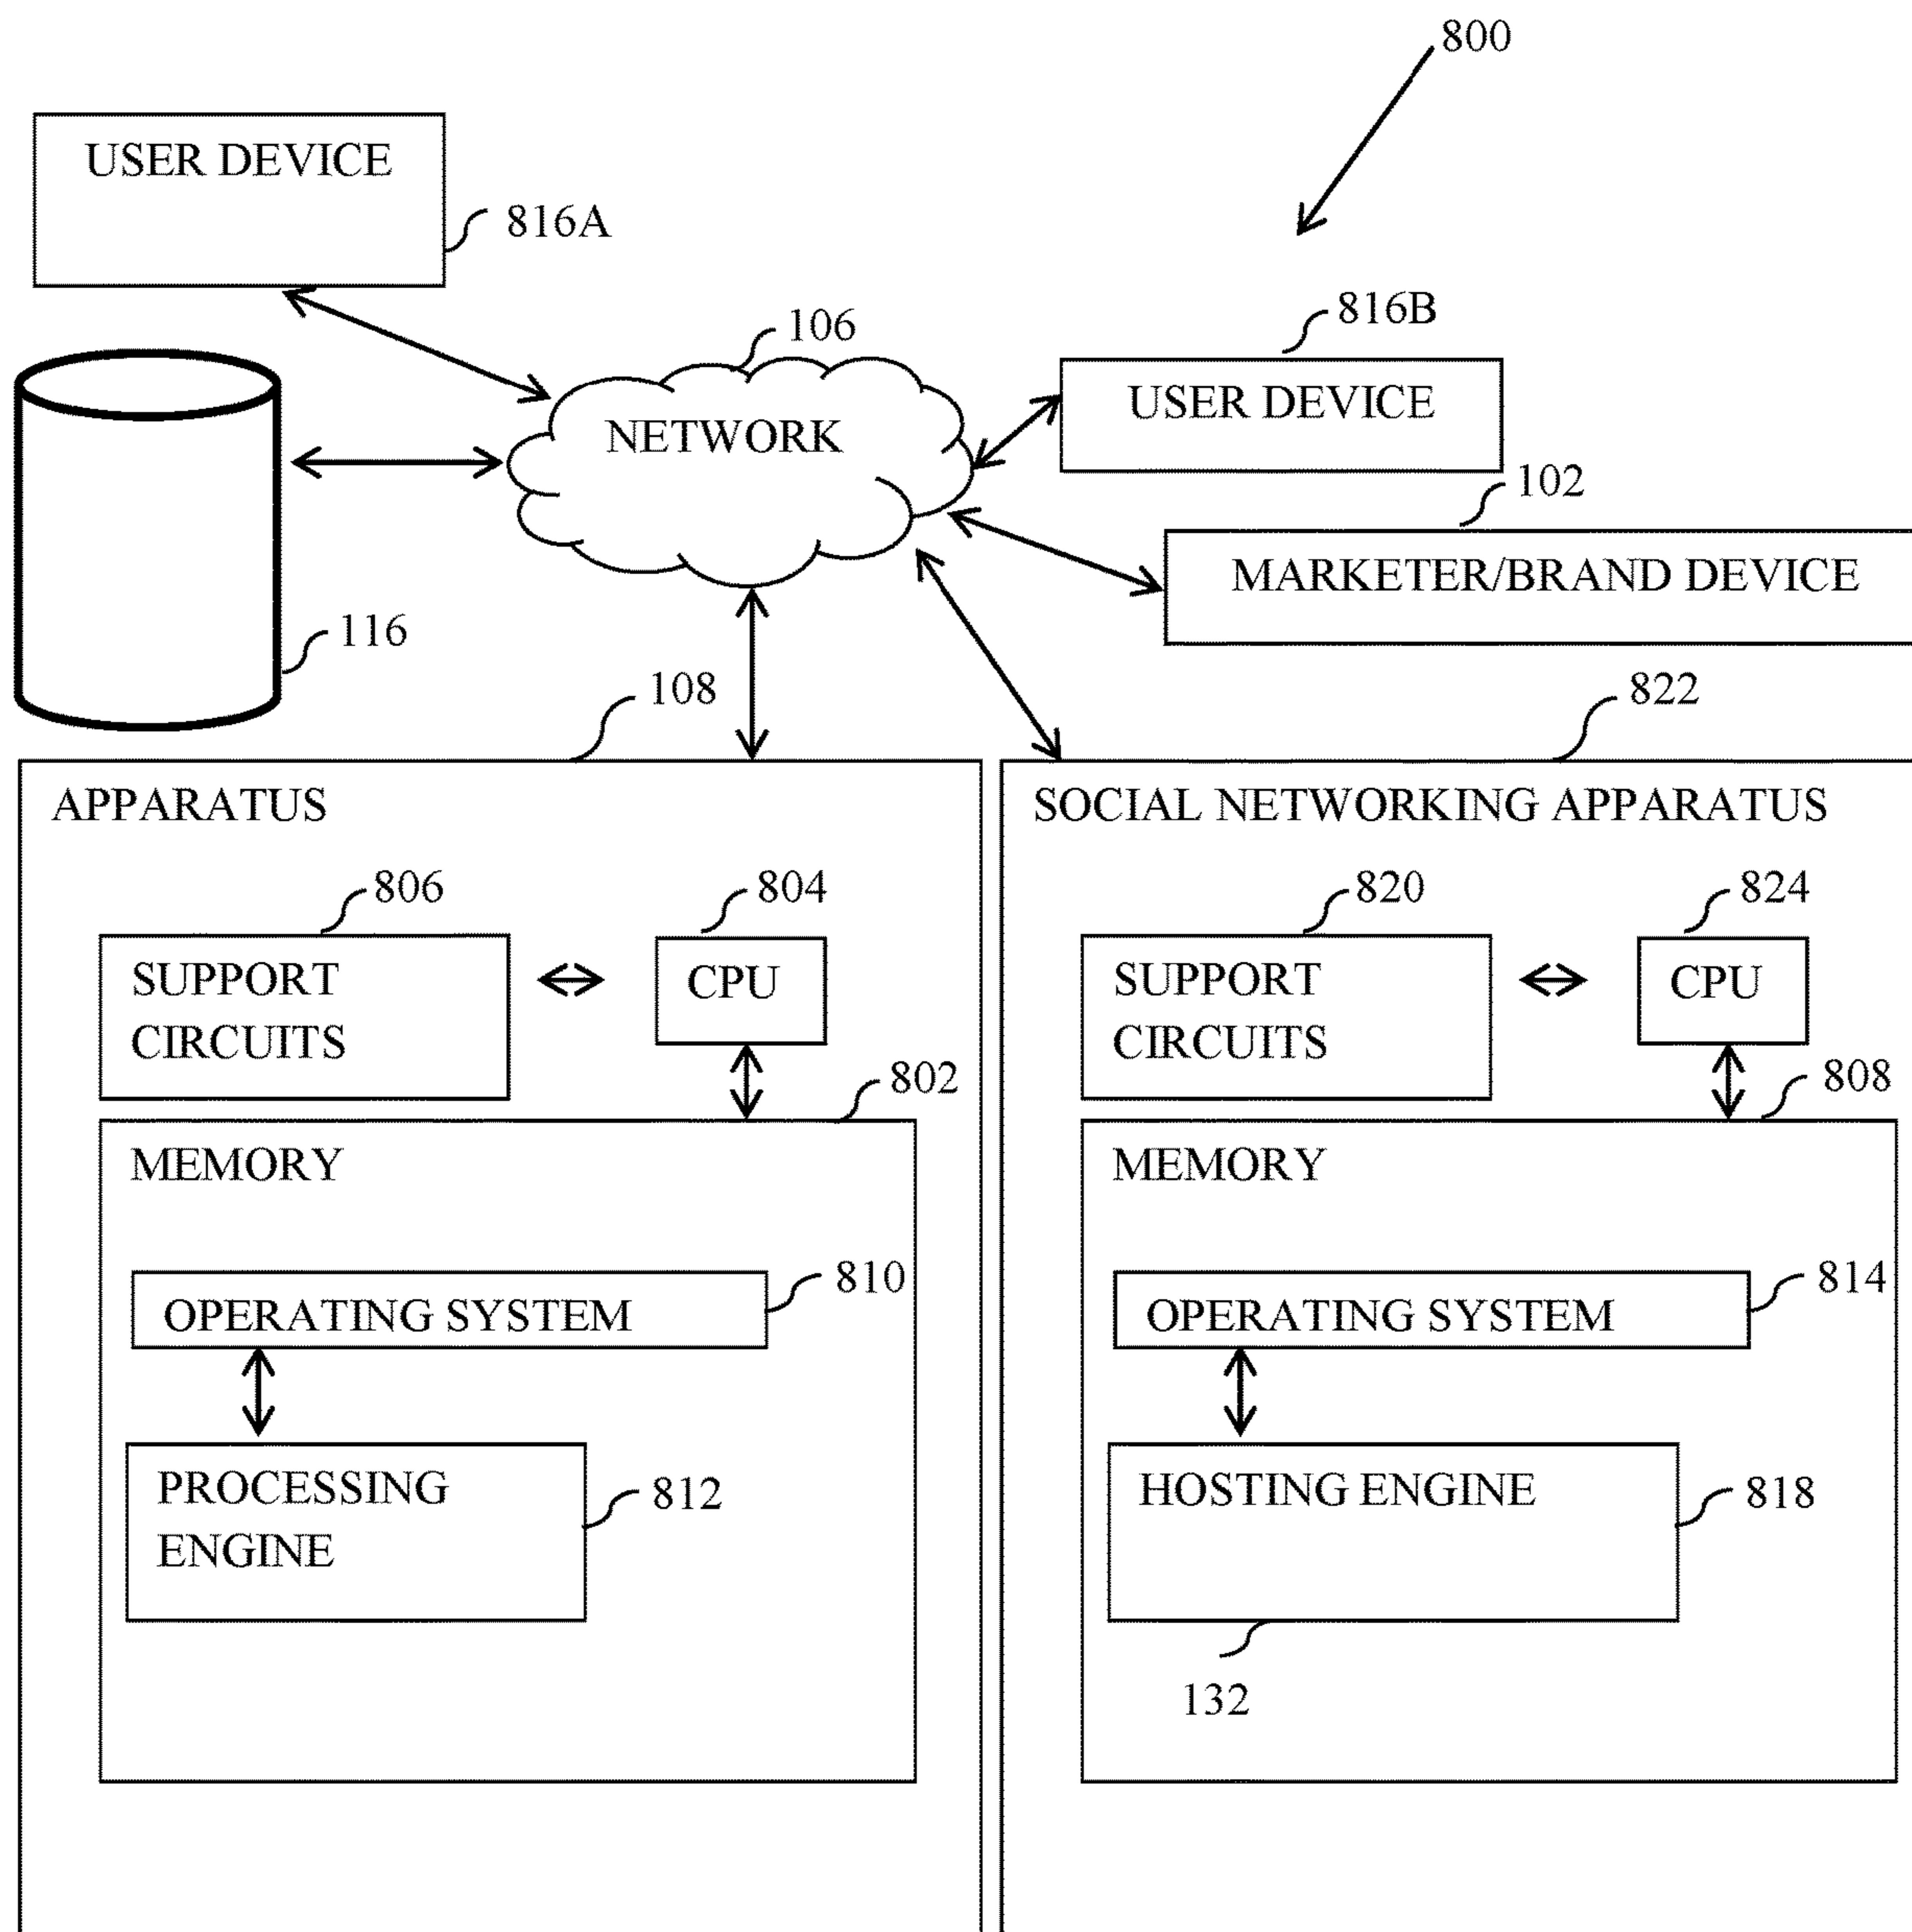 800
USER DEVICE
816A
106
816B
NETWORK
USER DEVICE
102
MARKETER/BRAND DEVICE
116
108
822
APPARATUS
806
804
SUPPORT
CIRCUITS
CPU
802
MEMORY
810
OPERATING SYSTEM
PROCESSING
ENGINE
812
SOCIAL NETWORKING APPARATUS
820
824
SUPPORT
CIRCUITS
CPU
808
MEMORY
814
OPERATING SYSTEM
HOSTING ENGINE
818
132